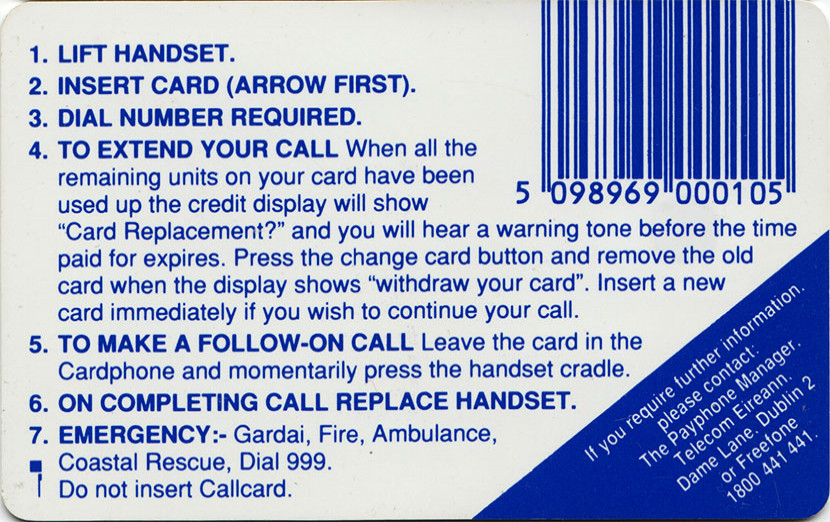 1. LIFT HANDSET.
2. INSERT CARD (ARROW FIRST).
3. DIAL NUMBER REQUIRED.
4. TO EXTEND YOUR CALL When all the
remaining units on your card have been
used up the credit display will show
“Card Replacement?” and you will hear a warning tone before the time
paid for expires. Press the change card button and remove the old
card when the display shows “withdraw your card”. Insert a new
card immediately if you wish to continue your call.
5. TO MAKE A FOLLOW-ON CALL Leave the card in the
Cardphone and momentarily press the handset cradle.
6. ON COMPLETING CALL REPLACE HANDSET.
7. EMERGENCY:- Gardai, Fire, Ambulance,
Coastal Rescue, Dial 999.
Do not insert Callcard.
5 098969 000105
If you require further information.
please contact:
The Payphone Manager.
Telecom Eireann.
Dame Lane. Dublin 2
or Freefone
1800 441 441.